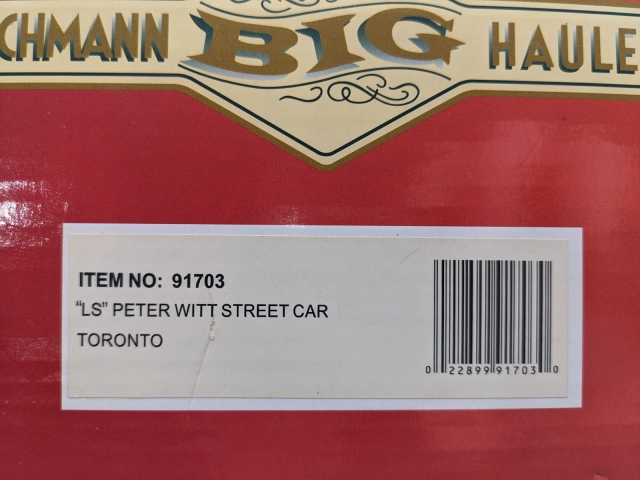 CHMANN BIG HAULE
ITEM NO: 91703
"LS" PETER WITT STREET CAR
TORONTO
0 22899 91703 0